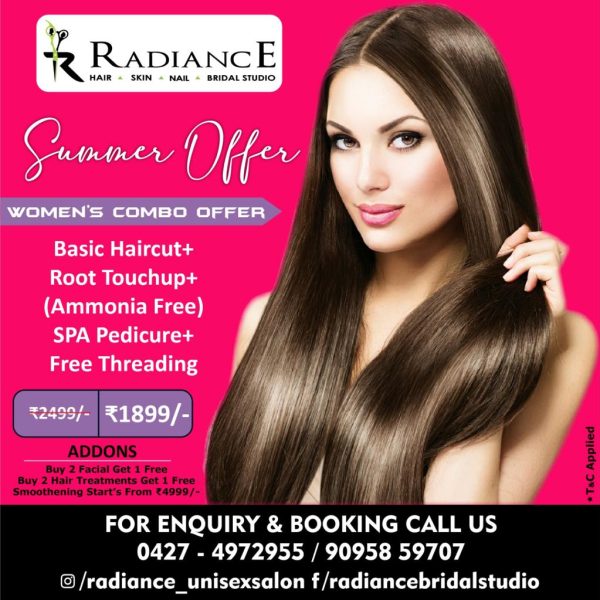 RADIANCE
HAIR ▲ SKIN ▲ NAIL ▲ BRIDAL STUDIO
Summer Offer
WOMEN'S COMBO OFFER
Basic Haircut+
Root Touchup+
(Ammonia Free)
SPA Pedicure+
Free Threading
₹2499/- ₹1899/-
ADDONS
Buy 2 Facial Get 1 Free
Buy 2 Hair Treatments Get 1 Free
Smoothening Start's From ₹4999/-
*T&C Applied
FOR ENQUIRY & BOOKING CALL US
0427 - 4972955 / 90958 59707
/radiance_unisexsalon f/radiancebridalstudio